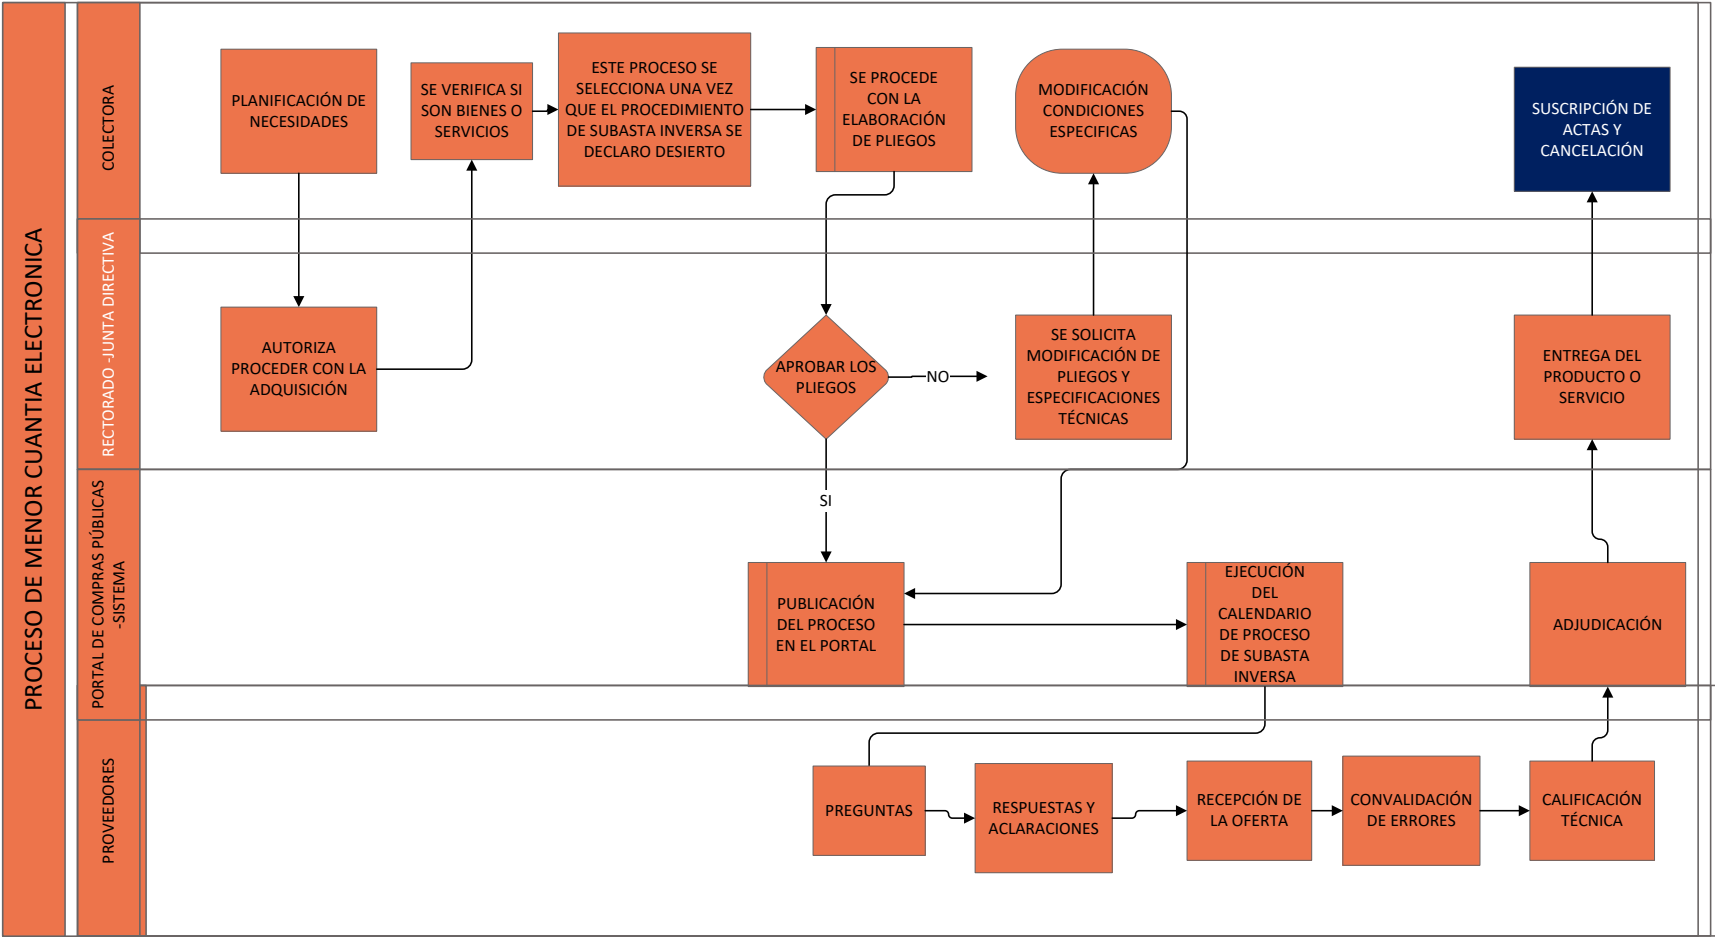 PROCESO DE MENOR CUANTIA ELECTRONICA
COLECTORA
PLANIFICACIÓN DE
NECESIDADES
SE VERIFICA SI
SON BIENES O
SERVICIOS
ESTE PROCESO SE
SELECCIONA UNA VEZ
QUE EL PROCEDIMIENTO
DE SUBASTA INVERSA SE
DECLARO DESIERTO
SE PROCEDE
CON LA
ELABORACIÓN
DE PLIEGOS
MODIFICACIÓN
CONDICIONES
ESPECIFICAS
SUSCRIPCIÓN DE
ACTAS Y
CANCELACIÓN
RECTORADO -JUNTA DIRECTIVA
AUTORIZA
PROCEDER CON LA
ADQUISICIÓN
APROBAR LOS
PLIEGOS
NO
SE SOLICITA
MODIFICACIÓN DE
PLIEGOS Y
ESPECIFICACIONES
TÉCNICAS
ENTREGA DEL
PRODUCTO O
SERVICIO
PORTAL DE COMPRAS PÚBLICAS
-SISTEMA
SI
PUBLICACIÓN
DEL PROCESO
EN EL PORTAL
EJECUCIÓN
DEL
CALENDARIO
DE PROCESO
DE SUBASTA
INVERSA
ADJUDICACIÓN
PROVEEDORES
PREGUNTAS
RESPUESTAS Y
ACLARACIONES
RECEPCIÓN DE
LA OFERTA
CONVALIDACIÓN
DE ERRORES
CALIFICACIÓN
TÉCNICA